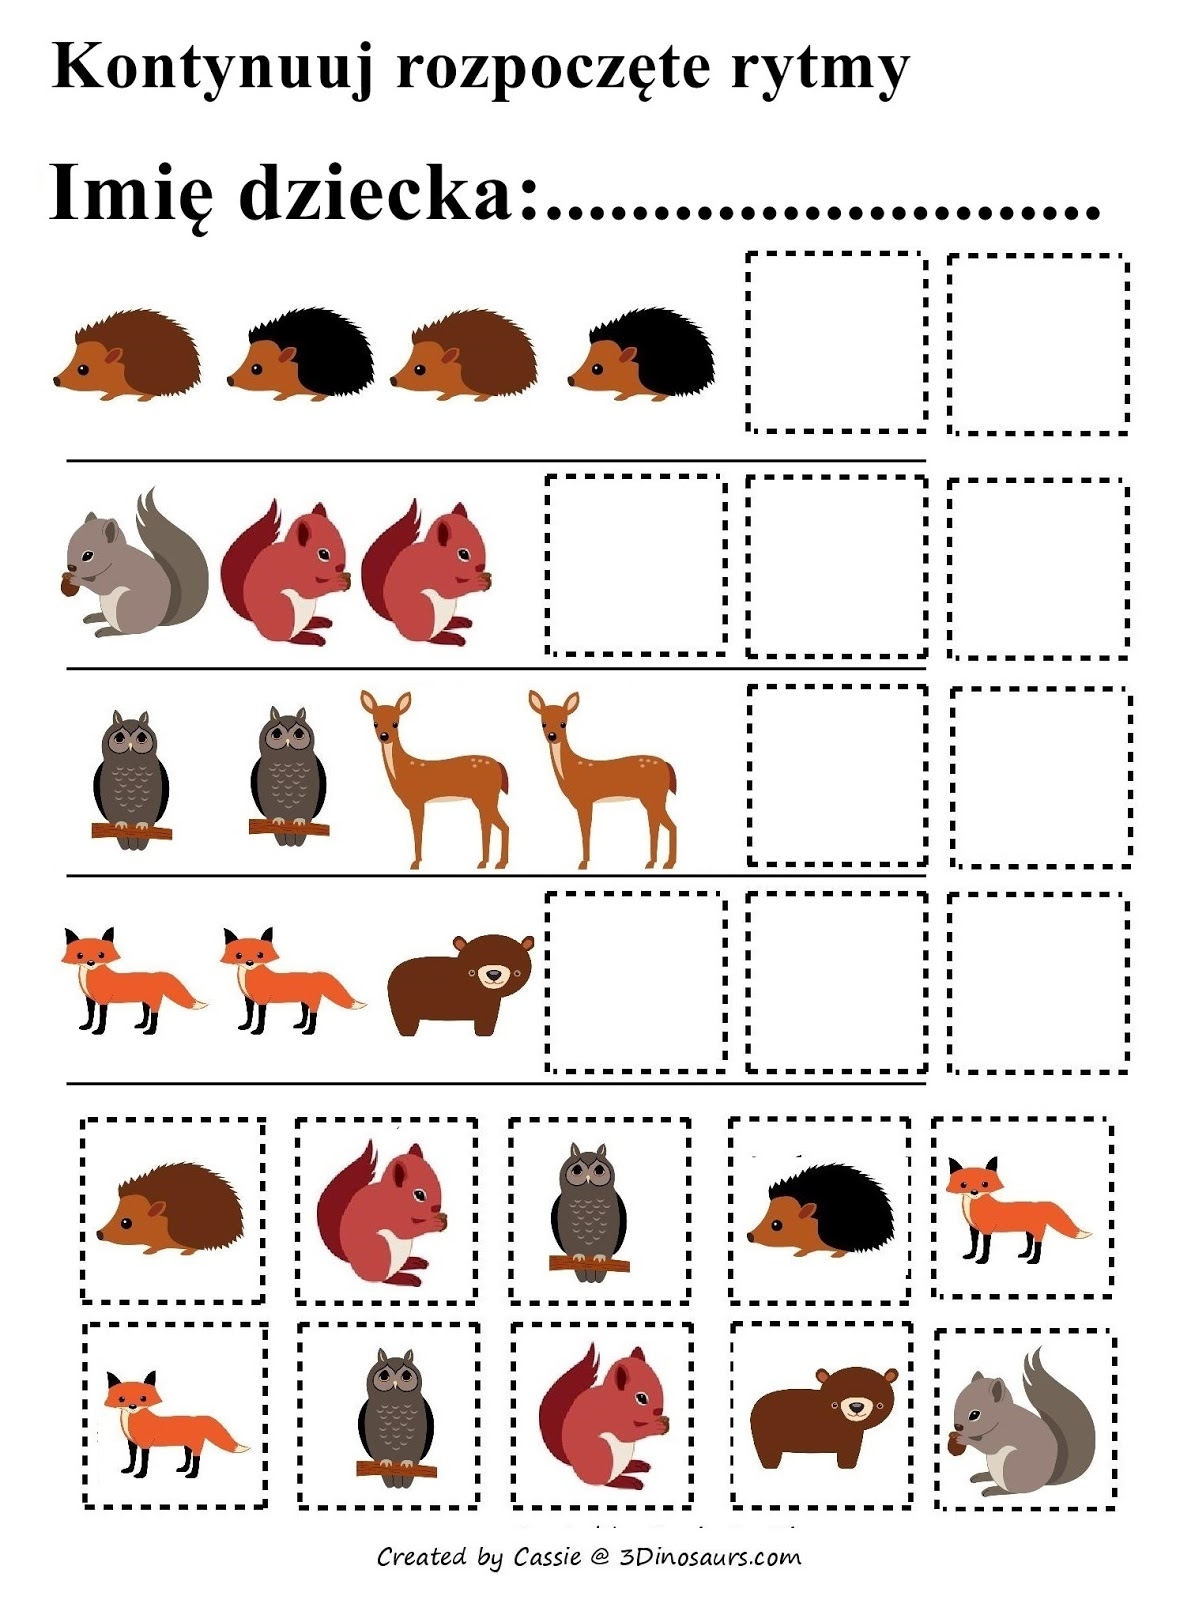 Kontynuuj rozpoczęte rytmy
Imię dziecka:..........................
Created by Cassie @ 3Dinosaurs.com